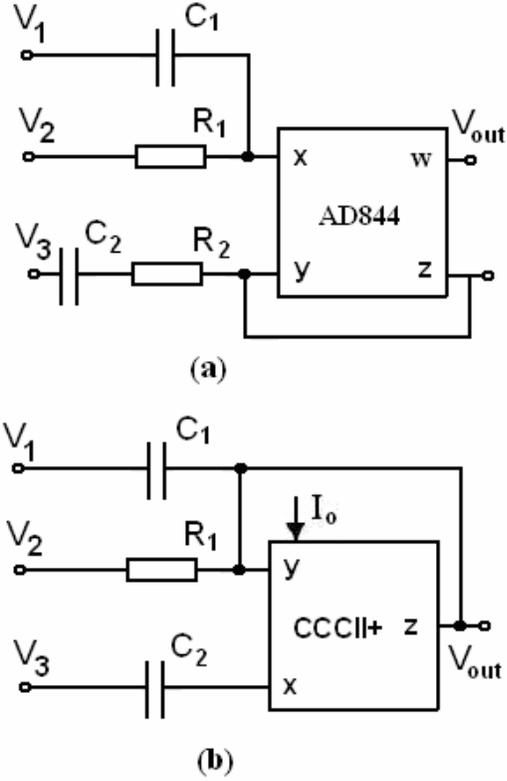 V1 C1
V2 R1 x w Vout
AD844
V3 C2 R2 y z
(a)
V1 C1
Io
V2 R1 y
CCCII+ z
V3 C2 x Vout
(b)